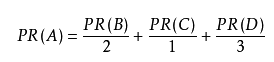 PR(A) = PR(B)/2 + PR(C)/1 + PR(D)/3